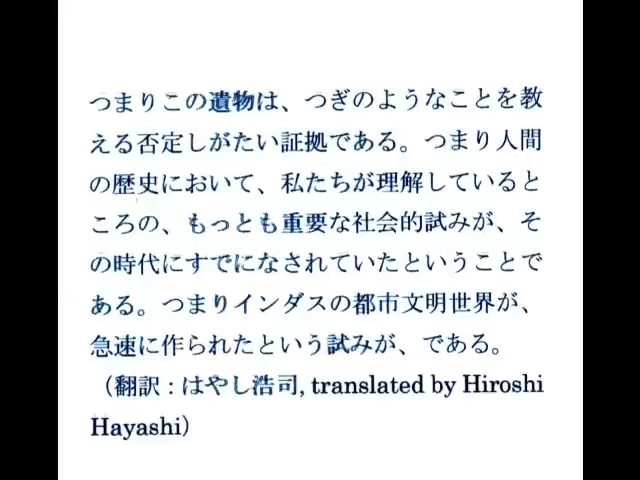 つまりこの遺物は、つぎのようなことを教
える否定しがたい証拠である。つまり人間
の歴史において、私たちが理解していると
ころの、もっとも重要な社会的試みが、そ
の時代にすでになされていたということで
ある。つまりインダスの都市文明世界が、
急速に作られたという試みが、である。
（翻訳：はやし浩司, translated by Hiroshi
Hayashi）